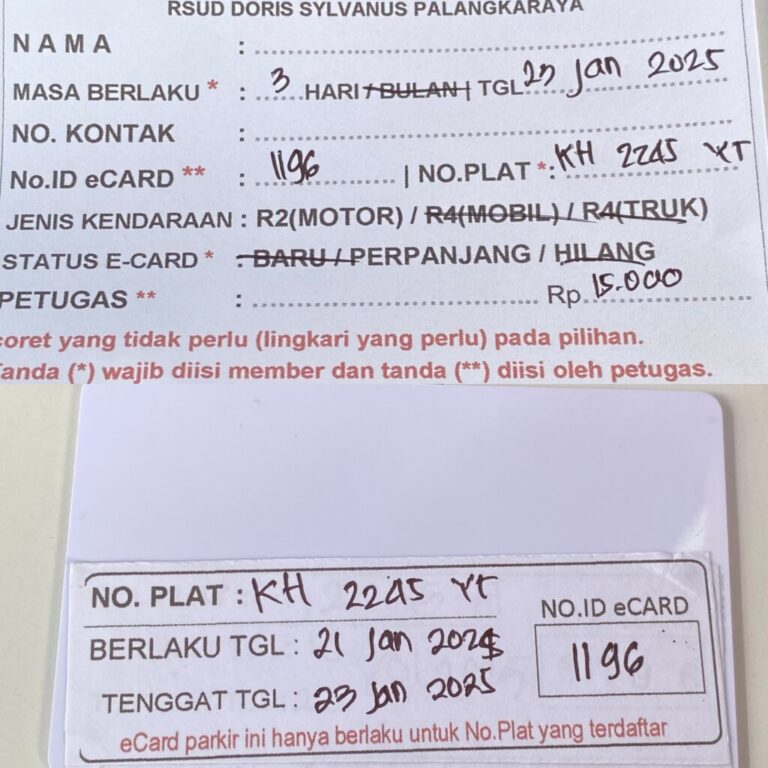 RSUD DORIS SYLVANUS PALANGKARAYA
NAMA :
MASA BERLAKU * : 3 HARI / BULAN | TGL 23 Jan 2025
NO. KONTAK :
No.ID eCARD ** : 1196 | NO.PLAT *: KH 2245 YT
JENIS KENDARAAN : R2(MOTOR) / R4(MOBIL) / R4(TRUK)
STATUS E-CARD * : BARU / PERPANJANG / HILANG
PETUGAS ** : Rp. 15.000
coret yang tidak perlu (lingkari yang perlu) pada pilihan.
Tanda (*) wajib diisi member dan tanda (**) diisi oleh petugas.
NO. PLAT : KH 2245 YT
BERLAKU TGL : 21 Jan 2025
TENGGAT TGL : 23 Jan 2025
NO.ID eCARD
1196
eCard parkir ini hanya berlaku untuk No.Plat yang terdaftar